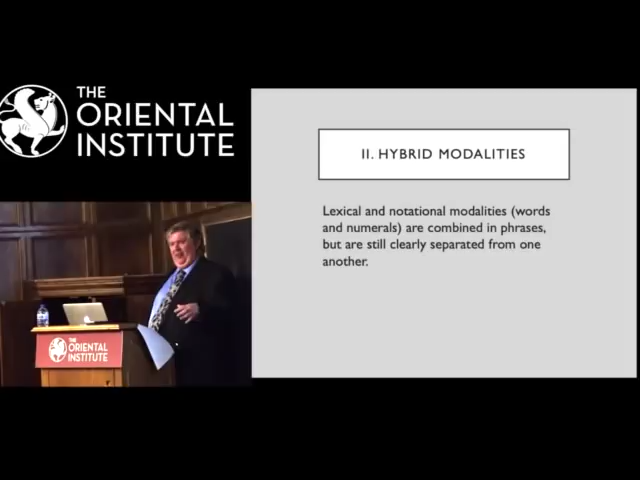 THE
ORIENTAL
INSTITUTE
II. HYBRID MODALITIES
Lexical and notational modalities (words
and numerals) are combined in phrases,
but are still clearly separated from one
another.
THE
ORIENTAL
INSTITUTE